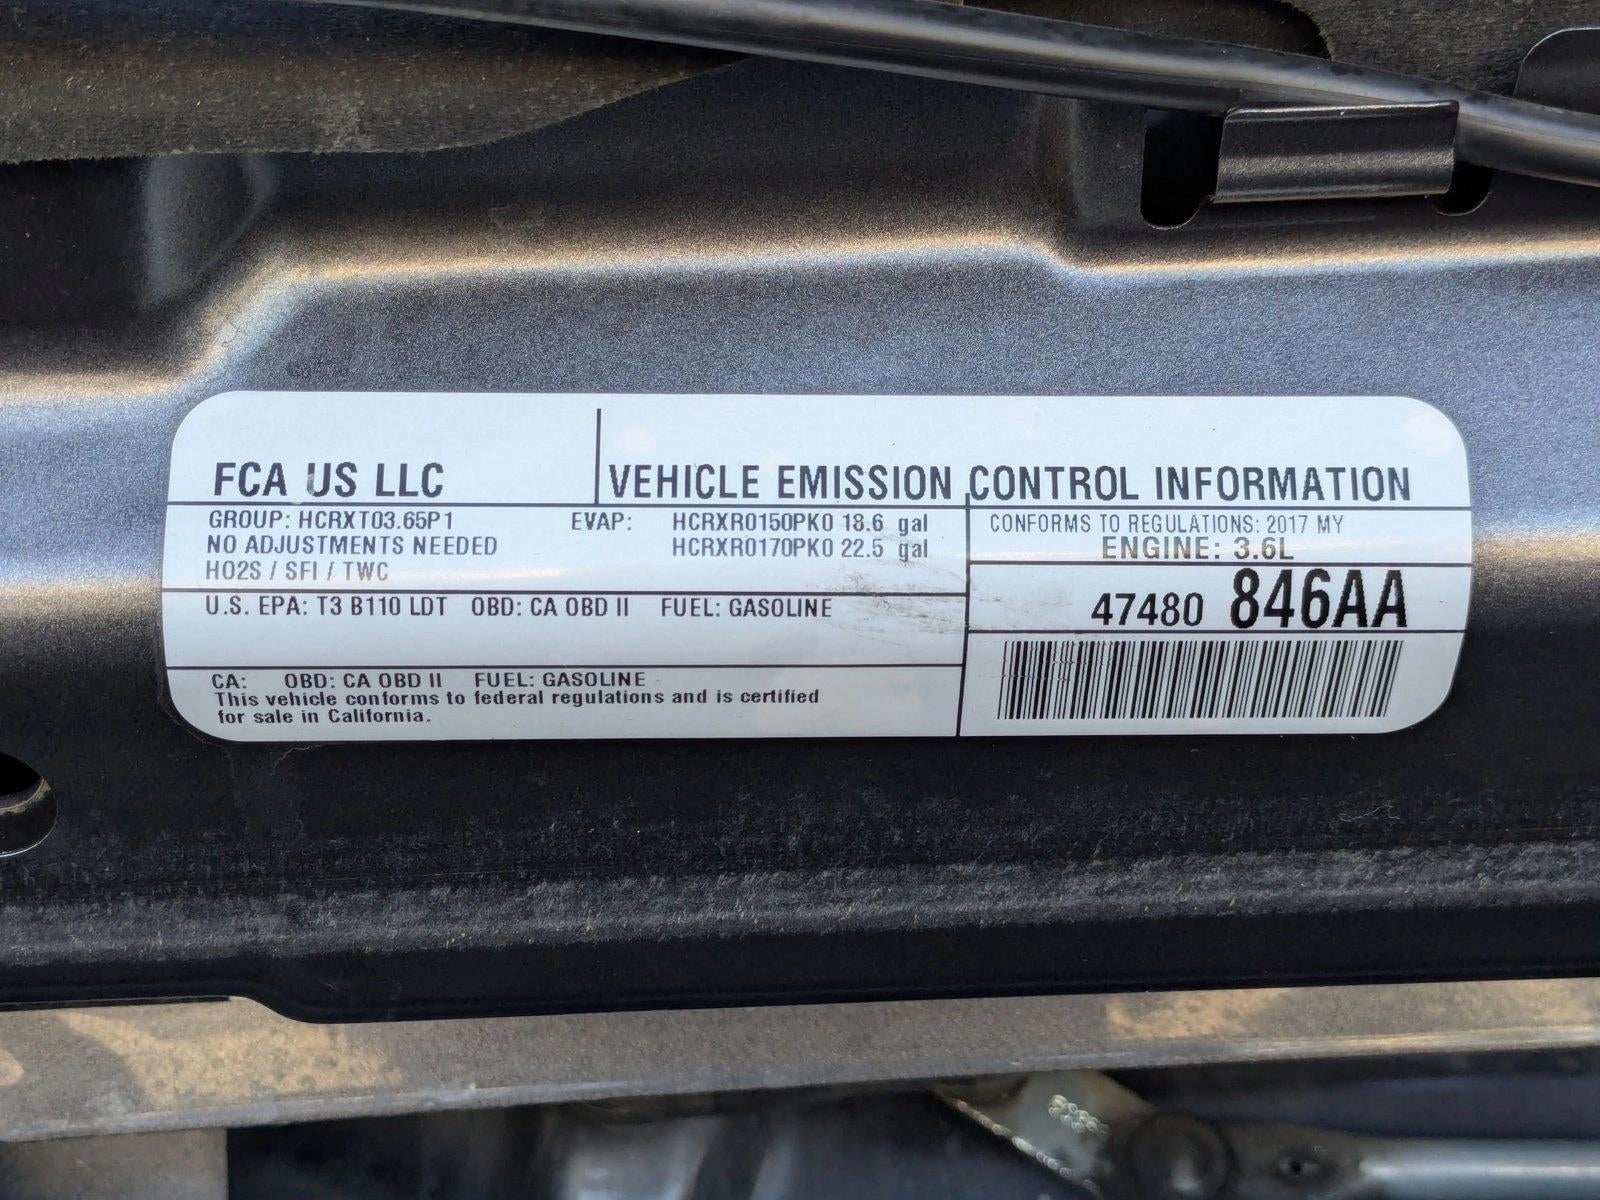 FCA US LLC
VEHICLE EMISSION CONTROL INFORMATION
GROUP: HCRXT03.65P1
NO ADJUSTMENTS NEEDED
HO2S / SFI / TWC
EVAP: HCRXR0150PK0 18.6 gal
HCRXR0170PK0 22.5 gal
CONFORMS TO REGULATIONS: 2017 MY
ENGINE: 3.6L
47480 846AA
U.S. EPA: T3 B110 LDT OBD: CA OBD II FUEL: GASOLINE
CA: OBD: CA OBD II FUEL: GASOLINE
This vehicle conforms to federal regulations and is certified
for sale in California.